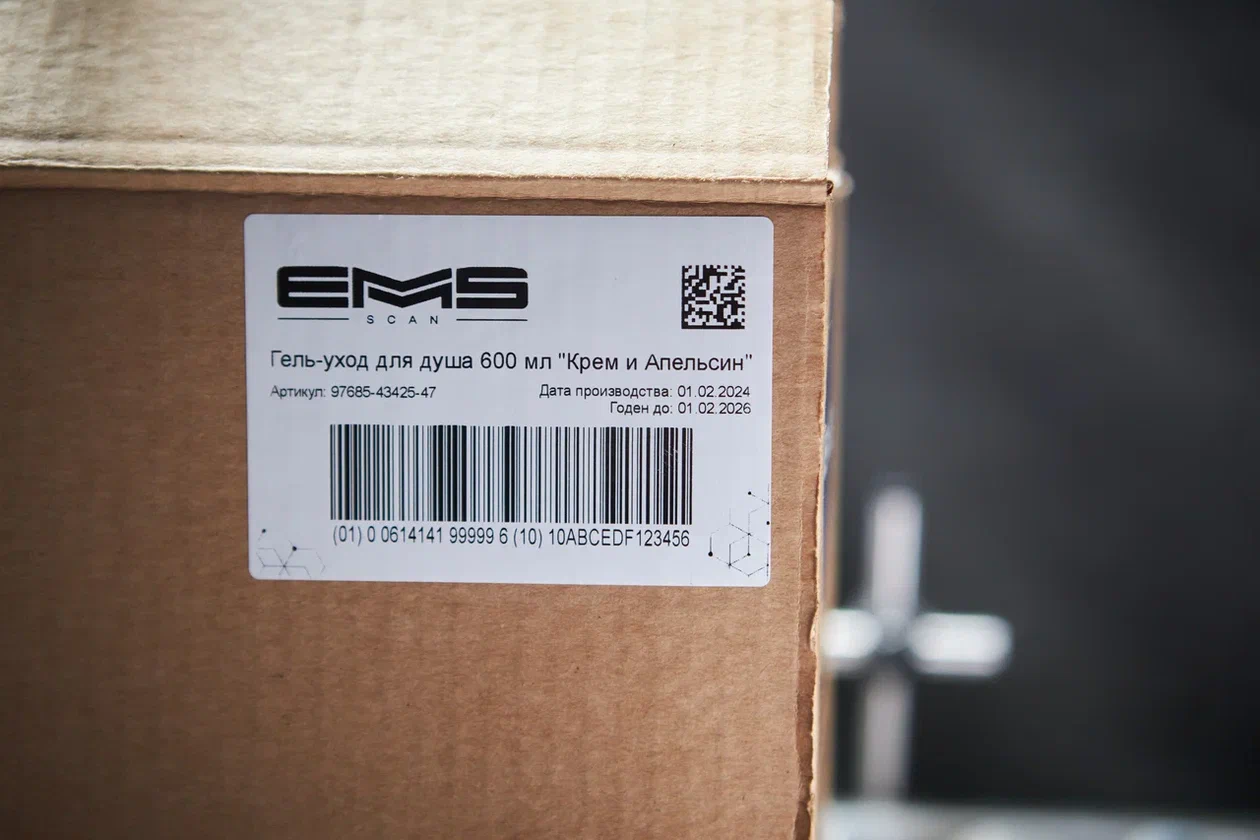 EMS
SCAN
Гель-уход для душа 600 мл "Крем и Апельсин"
Артикул: 97685-43425-47
Дата производства: 01.02.2024
Годен до: 01.02.2026
(01) 0 0614141 99999 6 (10) 10ABCEDF123456